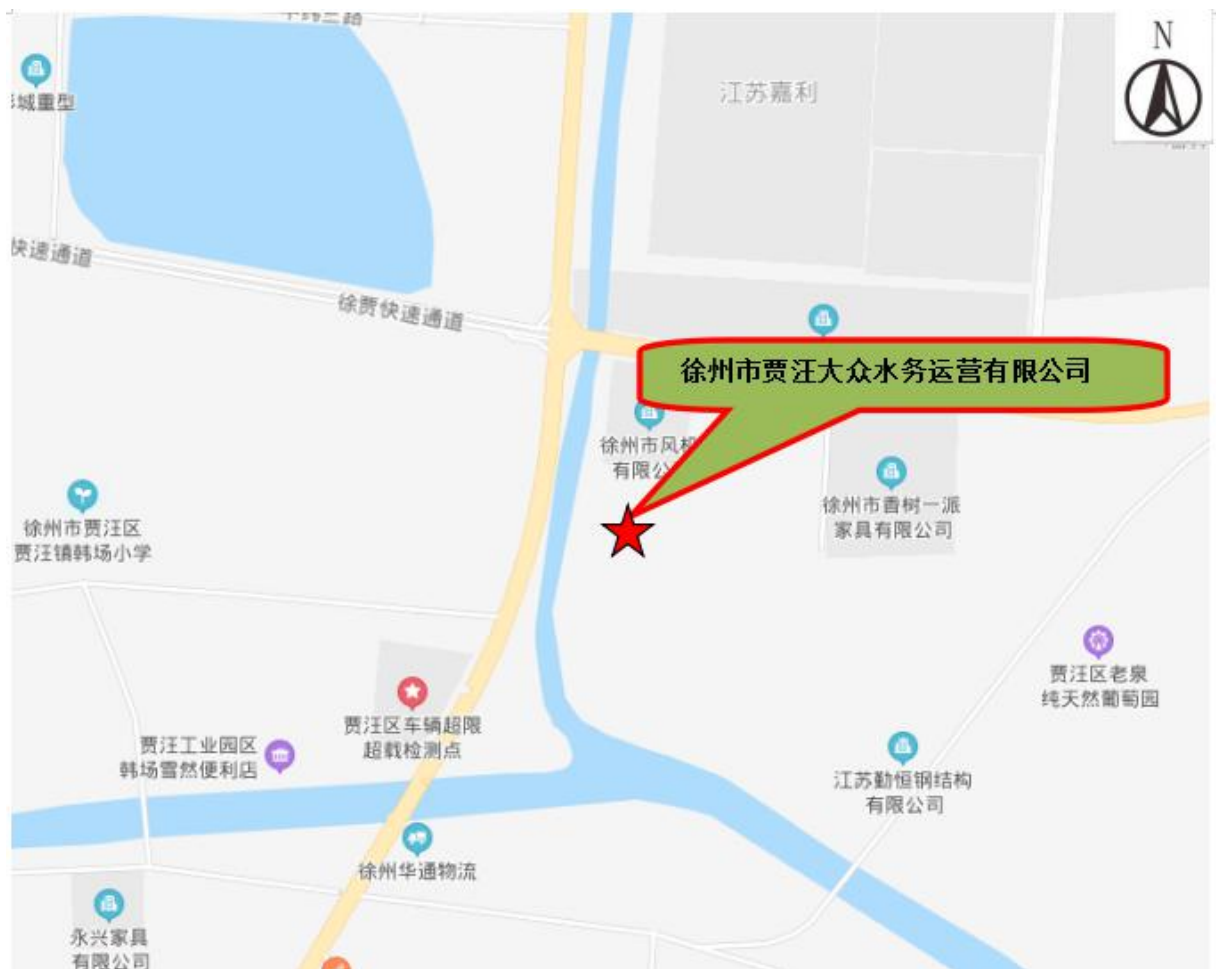 N
江苏嘉利
城重型
快速通道
徐贾快速通道
徐州市贾汪大众水务运营有限公司
徐州市风机
有限公
徐州市香树一派
家具有限公司
徐州市贾汪区
贾汪镇韩场小学
贾汪区老泉
纯天然葡萄园
贾汪区车辆超限
超载检测点
贾汪工业园区
韩场雪然便利店
江苏勤恒钢结构
有限公司
徐州华通物流
永兴家具
有限公司